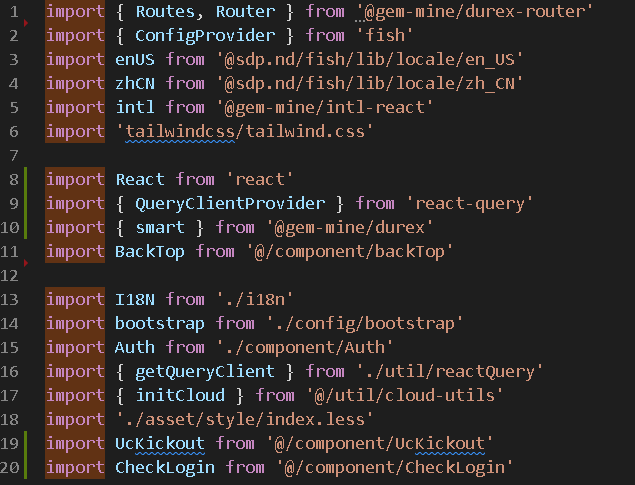 1 import { Routes, Router } from '@gem-mine/durex-router'
2 import { ConfigProvider } from 'fish'
3 import enUS from '@sdp.nd/fish/lib/locale/en_US'
4 import zhCN from '@sdp.nd/fish/lib/locale/zh_CN'
5 import intl from '@gem-mine/intl-react'
6 import 'tailwindcss/tailwind.css'
7
8 import React from 'react'
9 import { QueryClientProvider } from 'react-query'
10 import { smart } from '@gem-mine/durex'
11 import BackTop from '@/component/backTop'
12
13 import I18N from './i18n'
14 import bootstrap from './config/bootstrap'
15 import Auth from './component/Auth'
16 import { getQueryClient } from './util/reactQuery'
17 import { initCloud } from '@/util/cloud-utils'
18 import './asset/style/index.less'
19 import UcKickout from '@/component/UcKickout'
20 import CheckLogin from '@/component/CheckLogin'